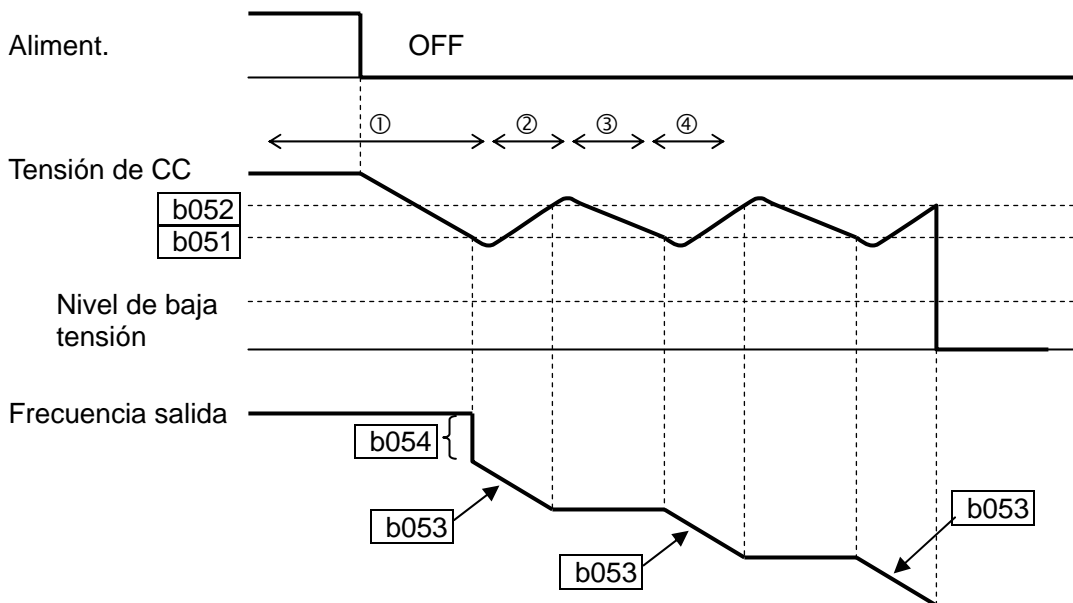 Aliment.
OFF
① ② ③ ④
Tensión de CC
b052
b051
Nivel de baja
tensión
Frecuencia salida
b054
b053
b053
b053